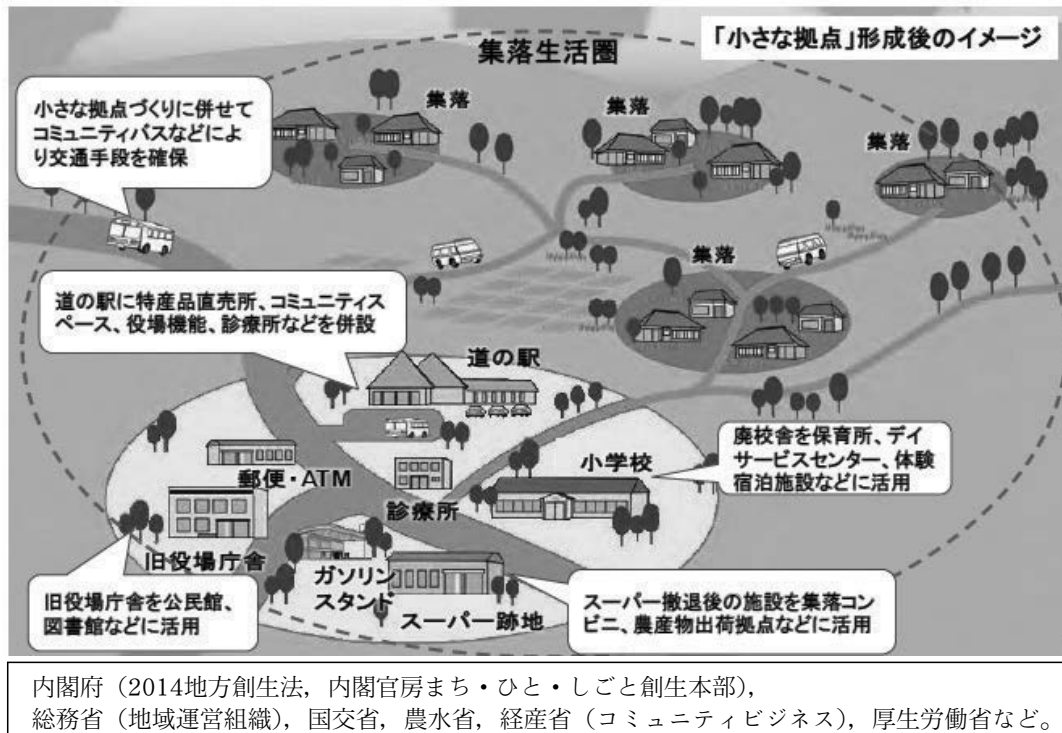 「小さな拠点」形成後のイメージ
集落生活圏
小さな拠点づくりに併せて
コミュニティバスなどによ
り交通手段を確保
集落
集落
集落
集落
道の駅に特産品直売所、コミュニティス
ペース、役場機能、診療所などを併設
道の駅
郵便・ATM
診療所
小学校
廃校舎を保育所、デイ
サービスセンター、体験
宿泊施設などに活用
旧役場庁舎
ガソリン
スタンド
スーパー跡地
旧役場庁舎を公民館、
図書館などに活用
スーパー撤退後の施設を集落コン
ビニ、農産物出荷拠点などに活用
内閣府（2014地方創生法，内閣官房まち・ひと・しごと創生本部），
総務省（地域運営組織），国交省，農水省，経産省（コミュニティビジネス），厚生労働省など。